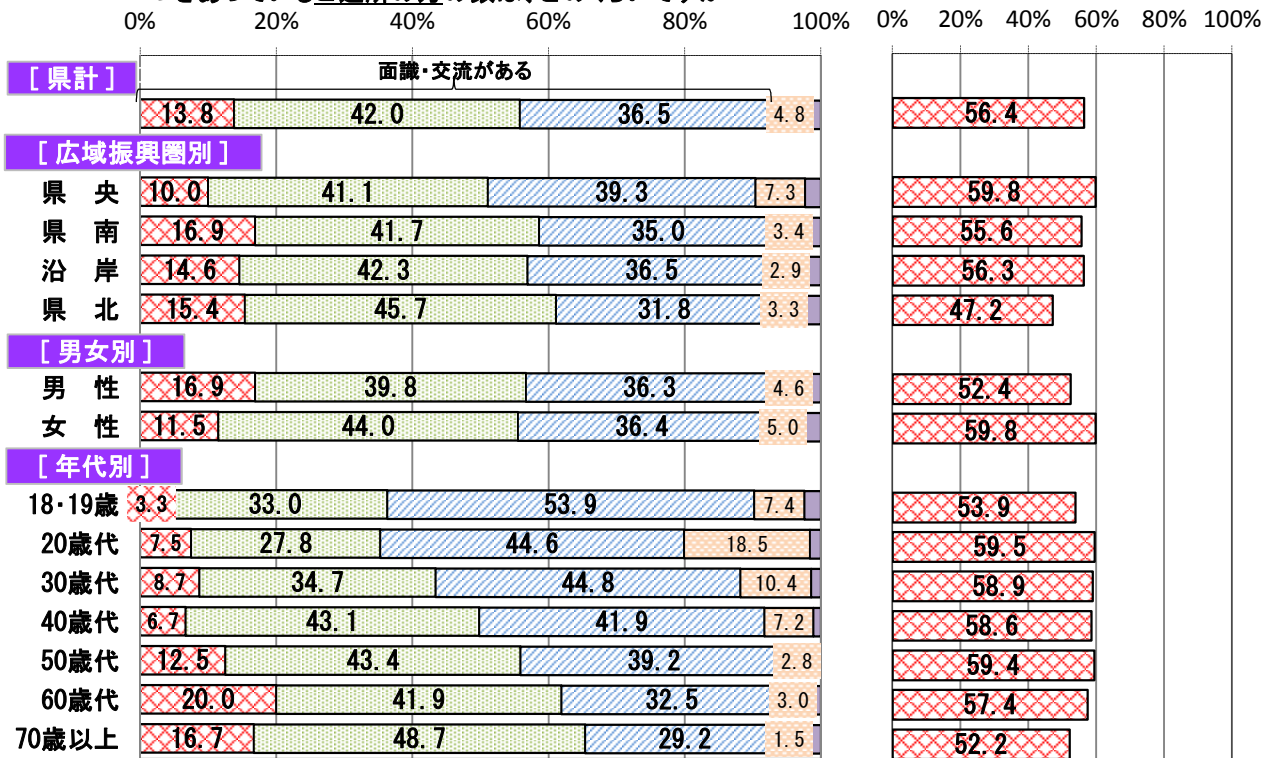 ご近所の方
0% 20% 40% 60% 80% 100% 0% 20% 40% 60% 80% 100%
面識・交流がある
[ 県計 ]
13.8 42.0 36.5 4.8 56.4
[ 広域振興圏別 ]
県 央 10.0 41.1 39.3 7.3 59.8
県 南 16.9 41.7 35.0 3.4 55.6
沿 岸 14.6 42.3 36.5 2.9 56.3
県 北 15.4 45.7 31.8 3.3 47.2
[ 男女別 ]
男 性 16.9 39.8 36.3 4.6 52.4
女 性 11.5 44.0 36.4 5.0 59.8
[ 年代別 ]
18・19歳 3.3 33.0 53.9 7.4 53.9
20歳代 7.5 27.8 44.6 18.5 59.5
30歳代 8.7 34.7 44.8 10.4 58.9
40歳代 6.7 43.1 41.9 7.2 58.6
50歳代 12.5 43.4 39.2 2.8 59.4
60歳代 20.0 41.9 32.5 3.0 57.4
70歳以上 16.7 48.7 29.2 1.5 52.2